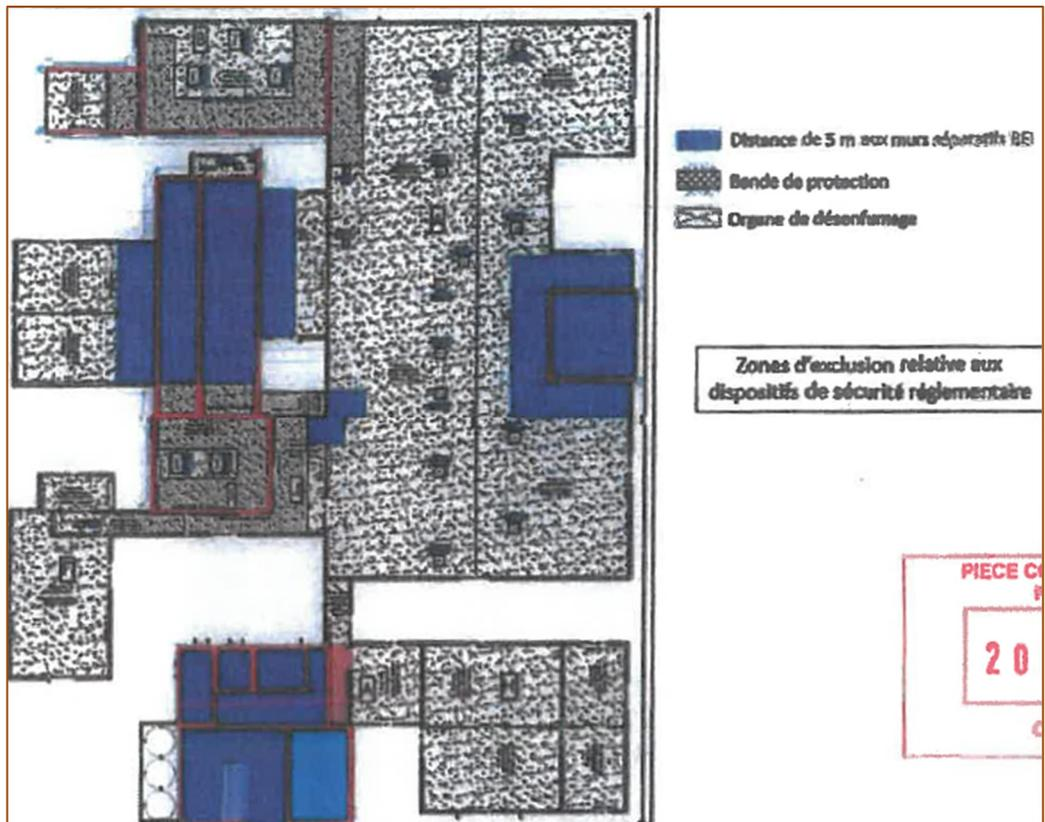 Distance de 5 m aux murs séparatifs REI
Bande de protection
Organe de désenfumage
Zones d'exclusion relative aux
dispositifs de sécurité réglementaire
PIECE
20